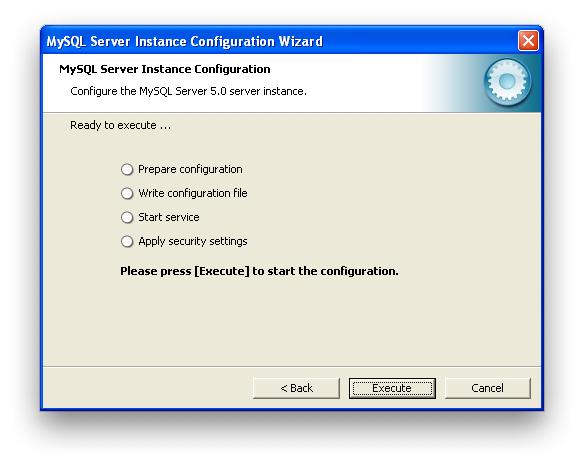 MySQL Server Instance Configuration Wizard
MySQL Server Instance Configuration
Configure the MySQL Server 5.0 server instance.
Ready to execute ...
Prepare configuration
Write configuration file
Start service
Apply security settings
Please press [Execute] to start the configuration.
< Back Execute Cancel